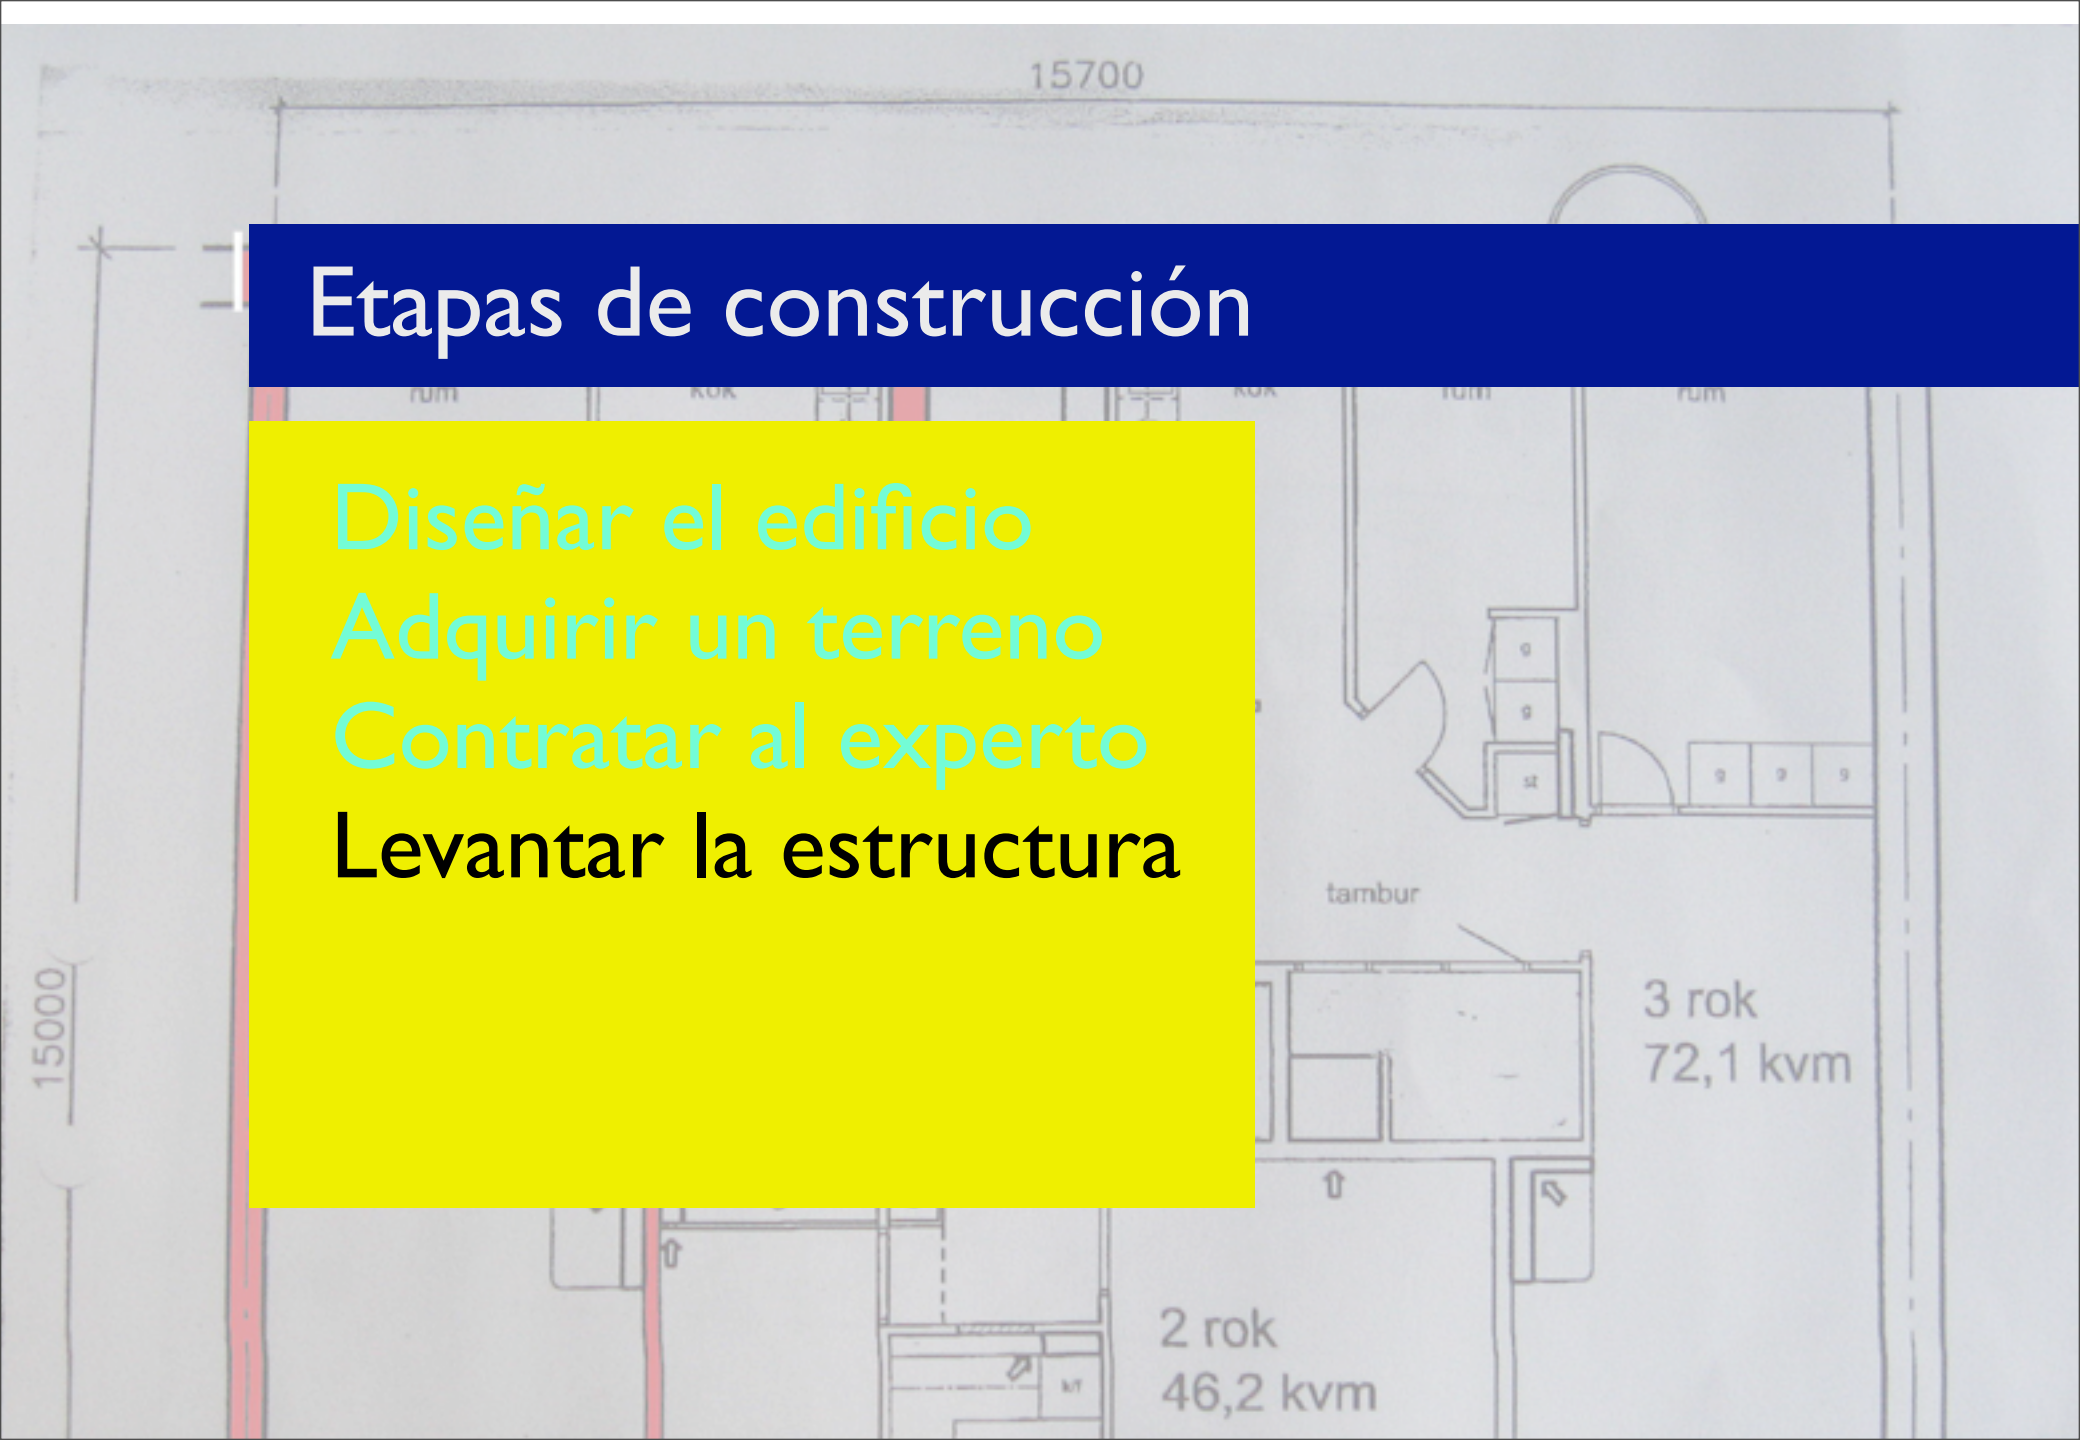 15700
Etapas de construcción
Diseñar el edificio
Adquirir un terreno
Contratar al experto
Levantar la estructura
g
g
st
g g g
tambur
15000
3 rok
72,1 kvm
2 rok
46,2 kvm